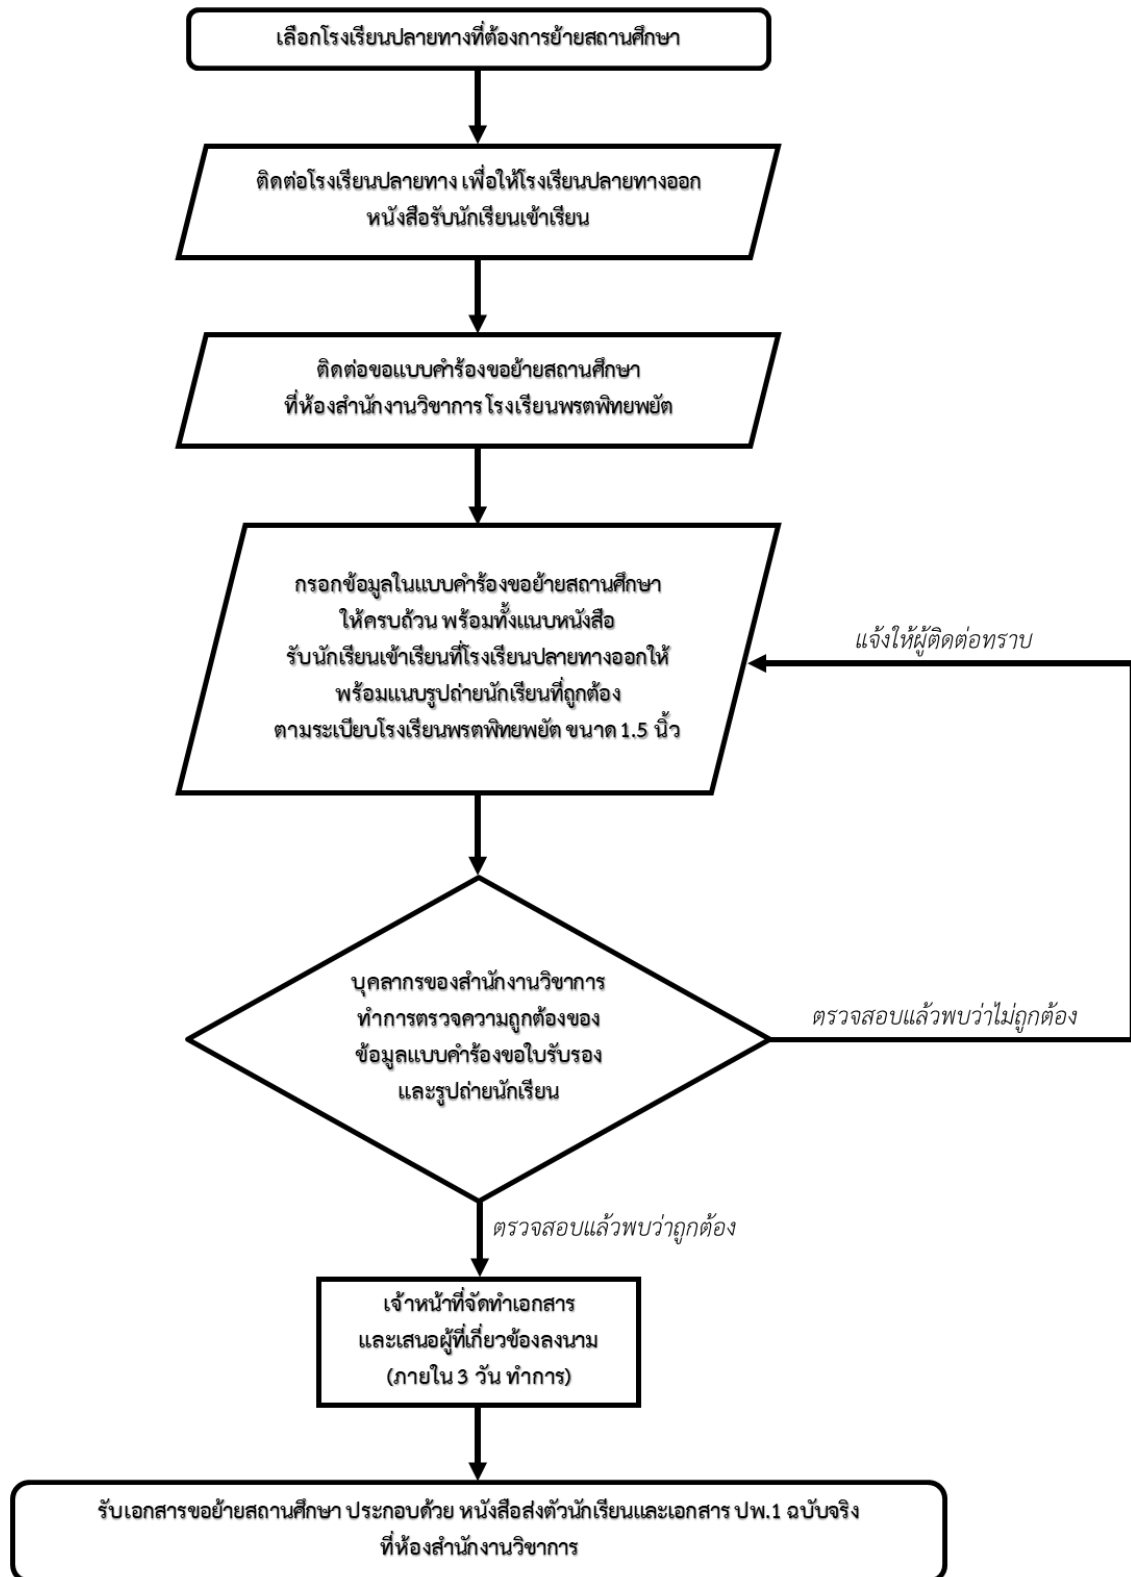 เลือกโรงเรียนปลายทางที่ต้องการย้ายสถานศึกษา
ติดต่อโรงเรียนปลายทาง เพื่อให้โรงเรียนปลายทางออก
หนังสือรับนักเรียนเข้าเรียน
ติดต่อขอแบบคำร้องขอย้ายสถานศึกษา
ที่ห้องสำนักงานวิชาการ โรงเรียนพรตพิทยพยัต
กรอกข้อมูลในแบบคำร้องขอย้ายสถานศึกษา
ให้ครบถ้วน พร้อมทั้งแนบหนังสือ
รับนักเรียนเข้าเรียนที่โรงเรียนปลายทางออกให้
พร้อมแนบรูปถ่ายนักเรียนที่ถูกต้อง
ตามระเบียบโรงเรียนพรตพิทยพยัต ขนาด 1.5 นิ้ว
แจ้งให้ผู้ติดต่อทราบ
บุคลากรของสำนักงานวิชาการ
ทำการตรวจความถูกต้องของ
ข้อมูลแบบคำร้องขอใบรับรอง
และรูปถ่ายนักเรียน
ตรวจสอบแล้วพบว่าไม่ถูกต้อง
ตรวจสอบแล้วพบว่าถูกต้อง
เจ้าหน้าที่จัดทำเอกสาร
และเสนอผู้ที่เกี่ยวข้องลงนาม
(ภายใน 3 วัน ทำการ)
รับเอกสารขอย้ายสถานศึกษา ประกอบด้วย หนังสือส่งตัวนักเรียนและเอกสาร ปพ.1 ฉบับจริง
ที่ห้องสำนักงานวิชาการ